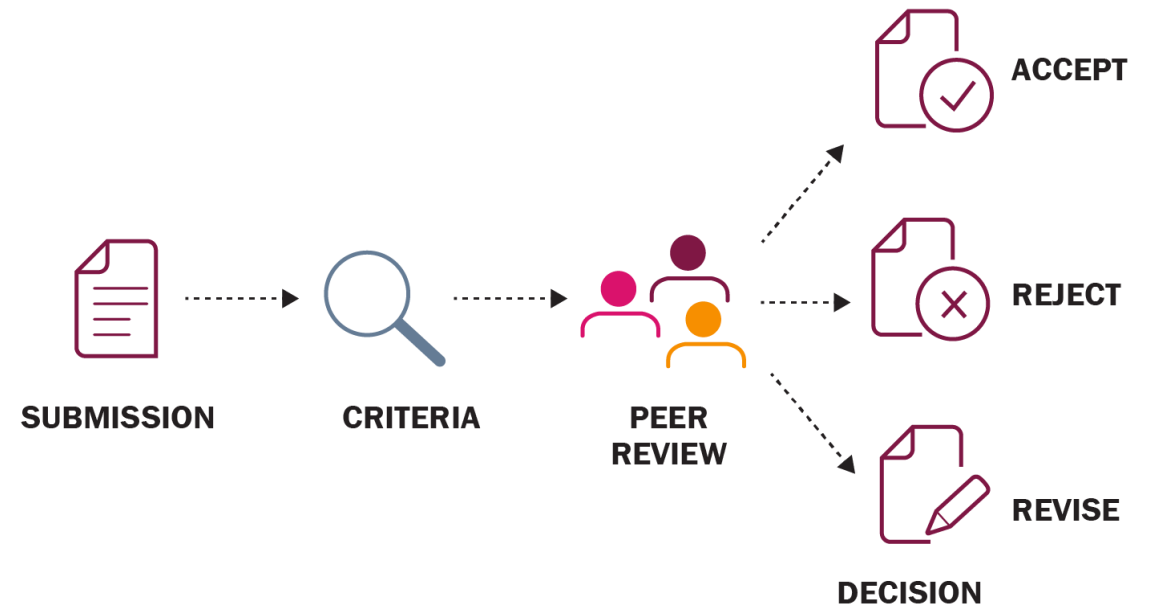 SUBMISSION
CRITERIA
PEER
REVIEW
ACCEPT
REJECT
REVISE
DECISION